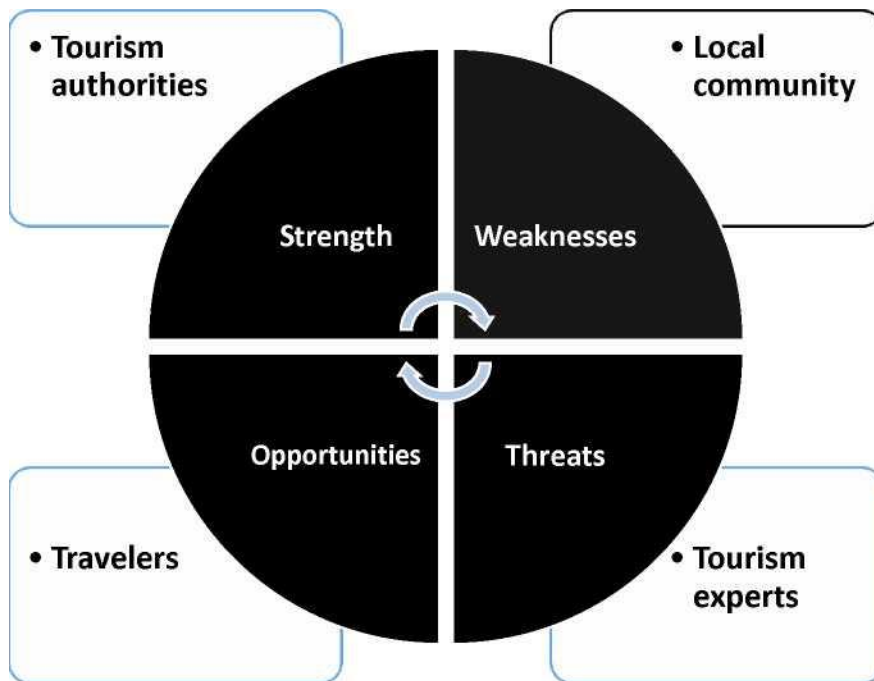 • Tourism
authorities
• Local
community
Strength
Weaknesses
Opportunities
Threats
• Travelers
• Tourism
experts